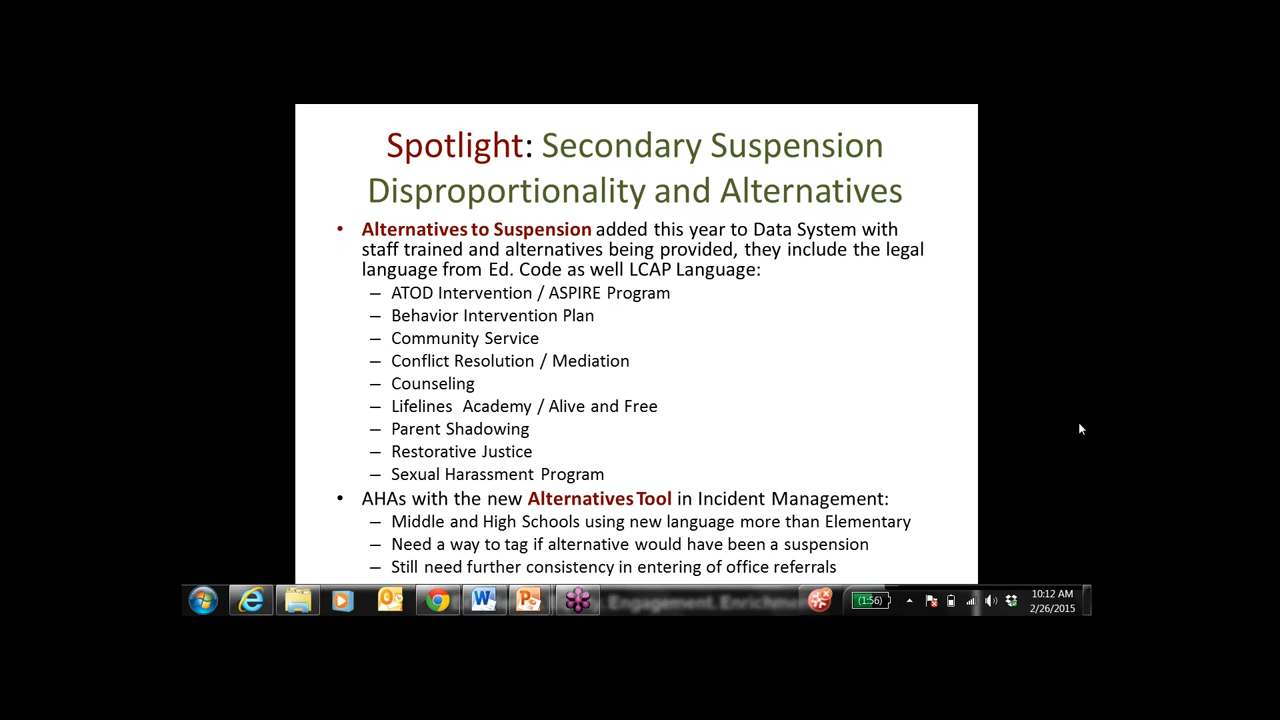 Spotlight: Secondary Suspension
Disproportionality and Alternatives
• Alternatives to Suspension added this year to Data System with
staff trained and alternatives being provided, they include the legal
language from Ed. Code as well LCAP Language:
– ATOD Intervention / ASPIRE Program
– Behavior Intervention Plan
– Community Service
– Conflict Resolution / Mediation
– Counseling
– Lifelines Academy / Alive and Free
– Parent Shadowing
– Restorative Justice
– Sexual Harassment Program
• AHAs with the new Alternatives Tool in Incident Management:
– Middle and High Schools using new language more than Elementary
– Need a way to tag if alternative would have been a suspension
– Still need further consistency in entering of office referrals
Engagement. Enrichme
(1:56)
10:12 AM
2/26/2015